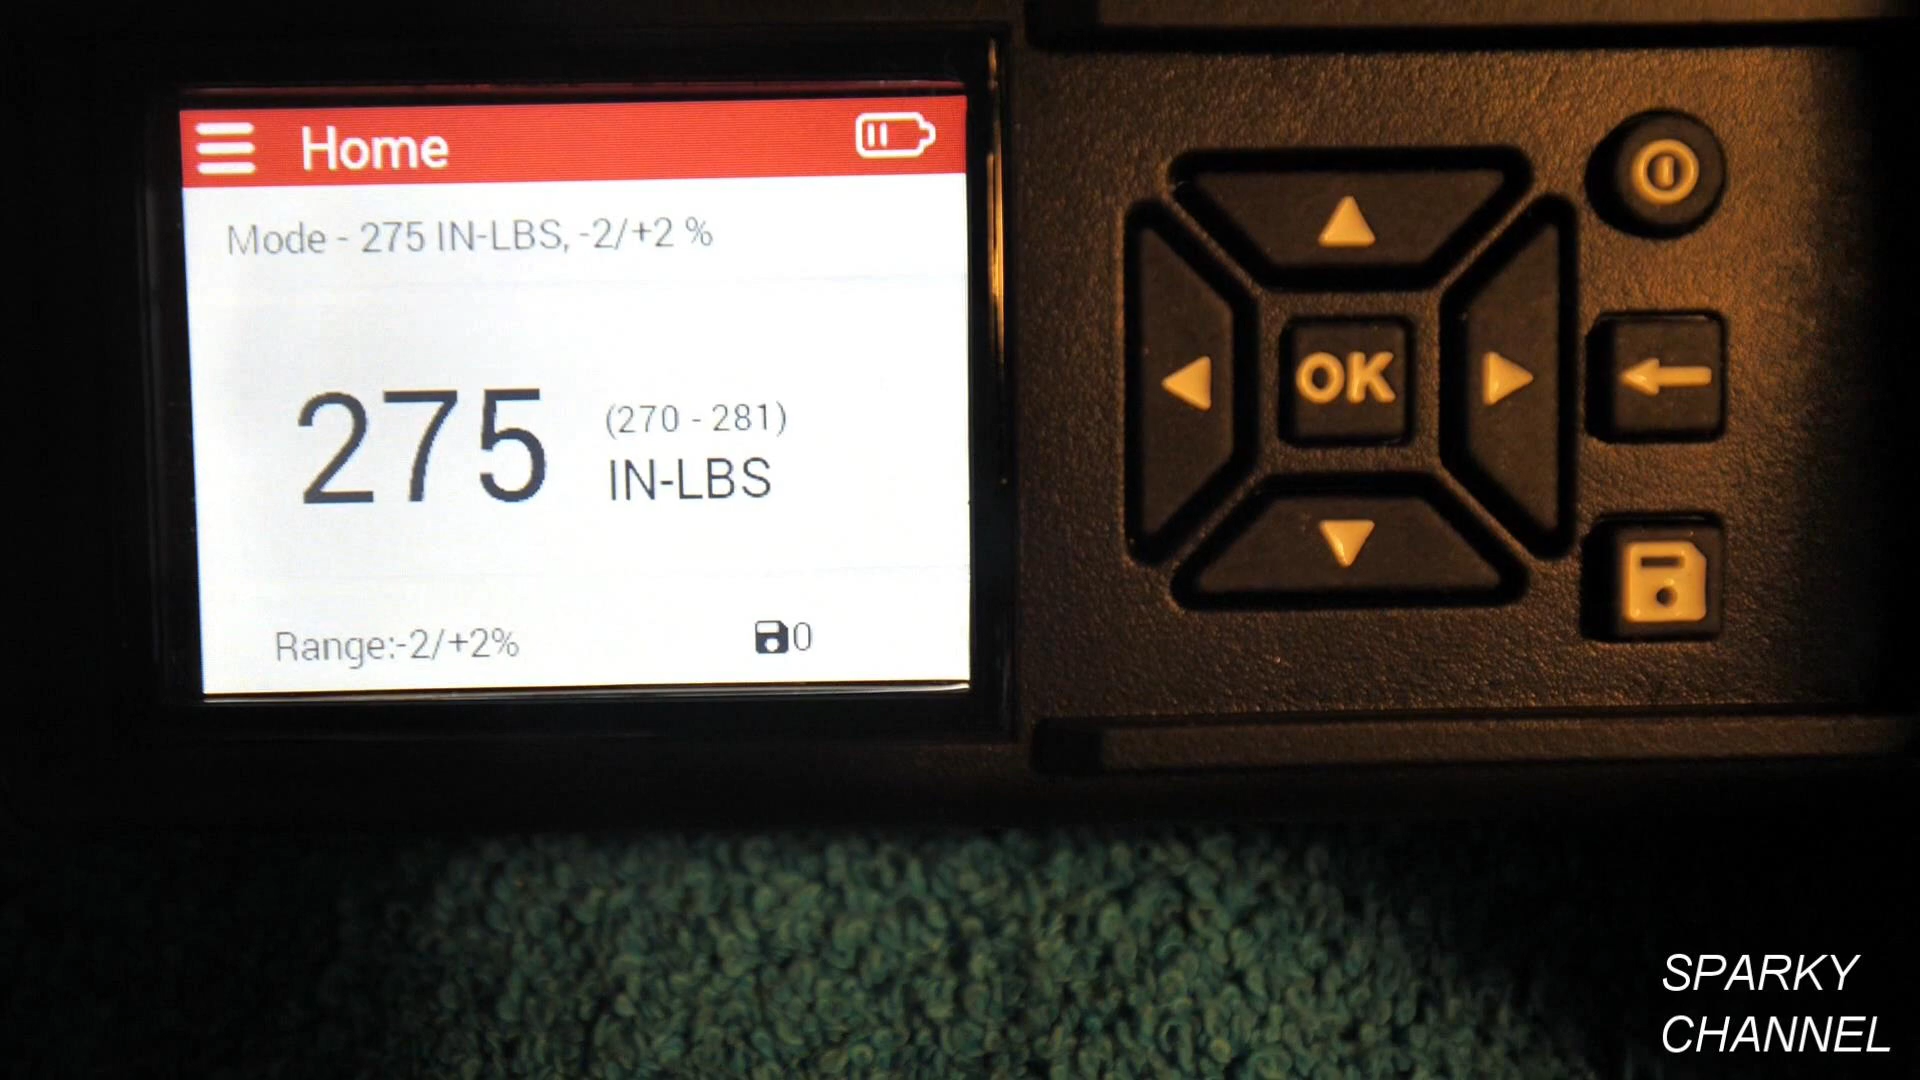 Home
Mode - 275 IN-LBS, -2/+2 %
275
(270 - 281)
IN-LBS
Range:-2/+2%
0
OK
SPARKY
CHANNEL